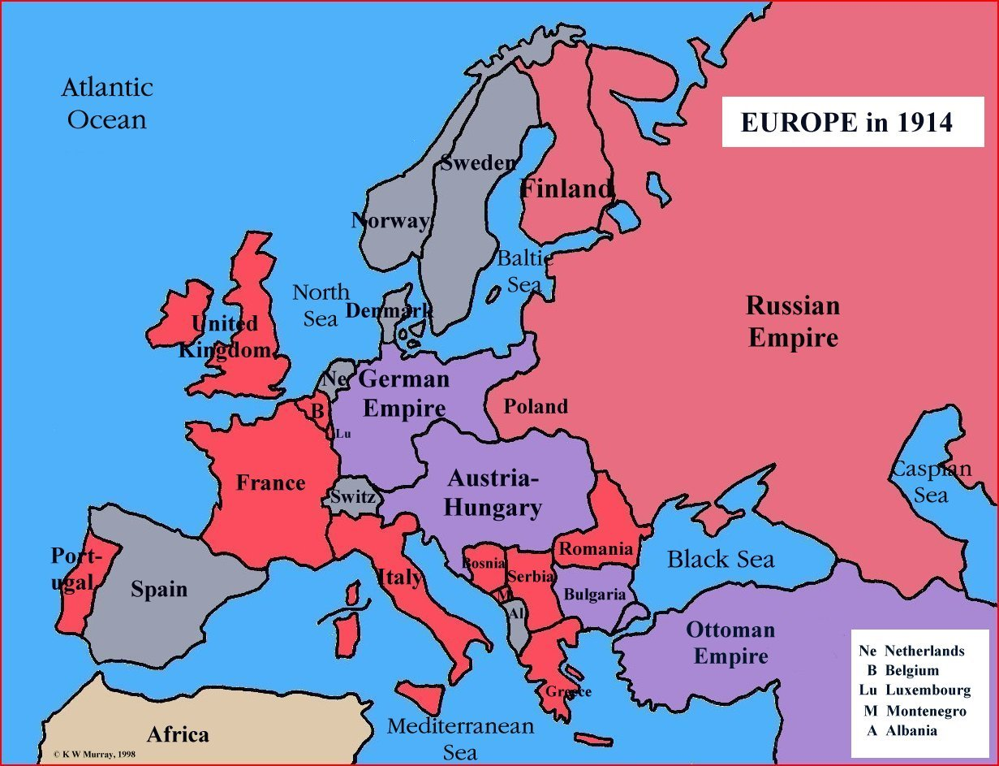 Atlantic
Ocean
EUROPE in 1914
Sweden
Finland
Norway
Baltic
Sea
North
Sea
Denmark
United
Kingdom
Russian
Empire
Ne
German
Empire
B
Lu
Poland
France
Switz
Austria-
Hungary
Caspian
Sea
Port-
ugal
Spain
Italy
Bosnia
Serbia
Romania
Black Sea
M
Al
Bulgaria
Ottoman
Empire
Greece
Mediterranean
Sea
Africa
© K W Murray, 1998
Ne Netherlands
B Belgium
Lu Luxembourg
M Montenegro
A Albania